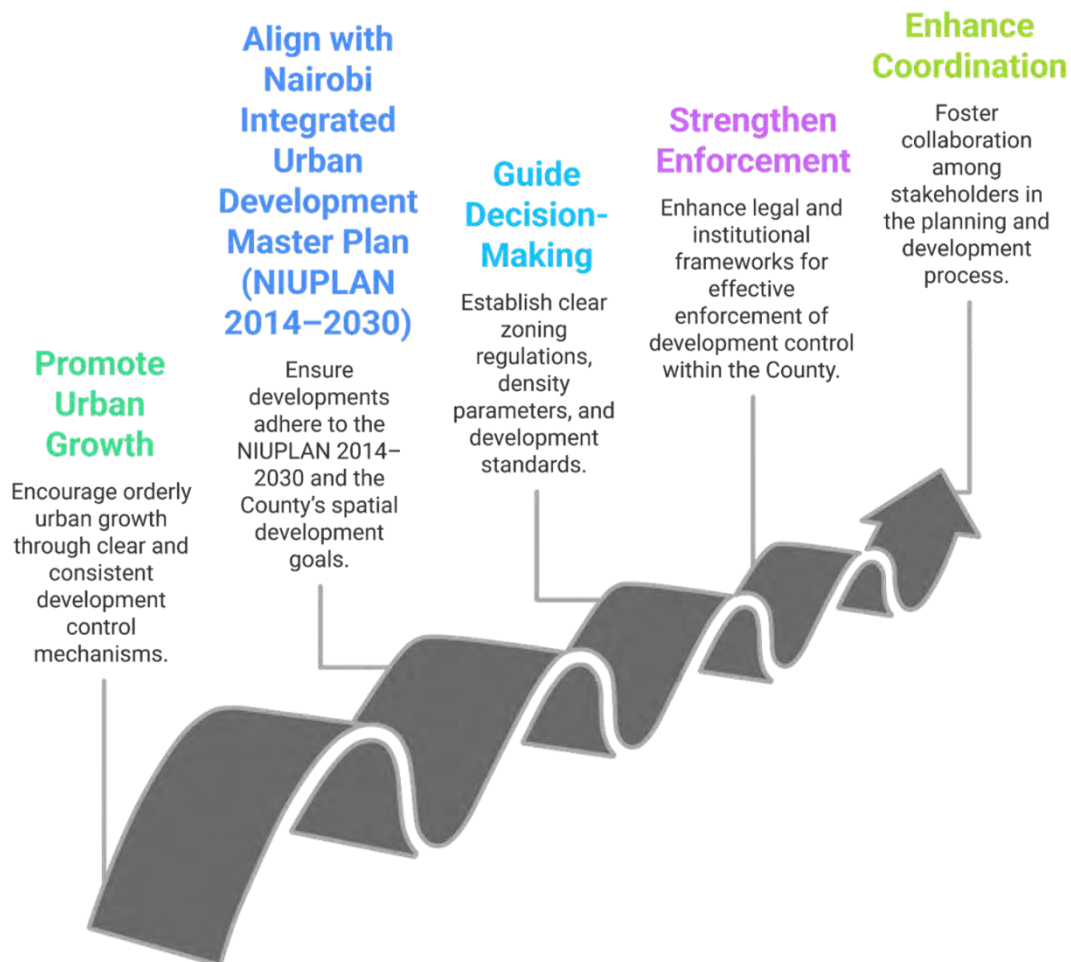 Promote
Urban
Growth
Encourage orderly
urban growth
through clear and
consistent
development
control
mechanisms.
Align with
Nairobi
Integrated
Urban
Development
Master Plan
(NIUPLAN
2014–2030)
Ensure
developments
adhere to the
NIUPLAN 2014–
2030 and the
County’s spatial
development
goals.
Guide
Decision-
Making
Establish clear
zoning
regulations,
density
parameters, and
development
standards.
Strengthen
Enforcement
Enhance legal and
institutional
frameworks for
effective
enforcement of
development control
within the County.
Enhance
Coordination
Foster
collaboration
among
stakeholders in
the planning and
development
process.